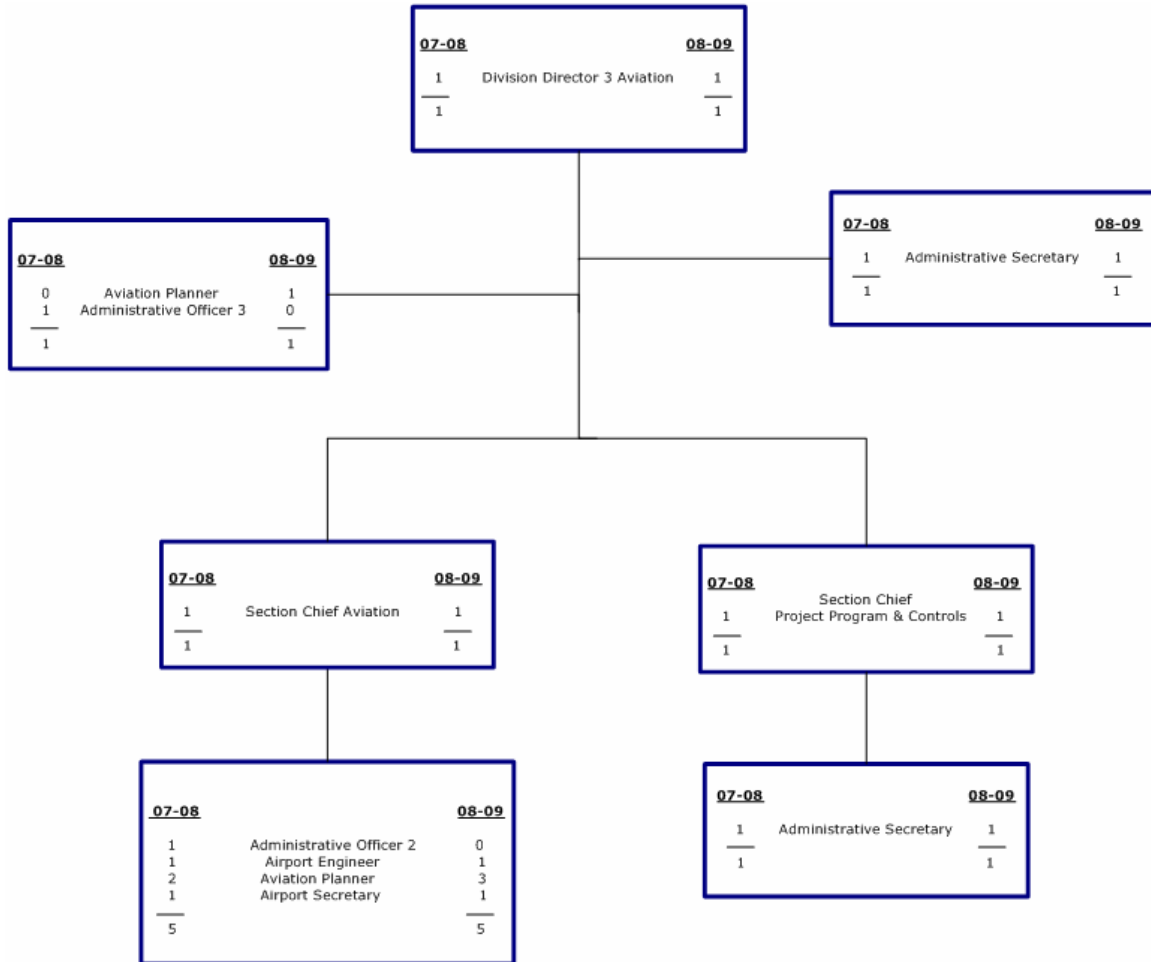 07-08 08-09
1 Division Director 3 Aviation 1
1 1
07-08 08-09
1 Administrative Secretary 1
1 1
07-08 08-09
0 Aviation Planner 1
1 Administrative Officer 3 0
1 1
07-08 08-09
1 Section Chief Aviation 1
1 1
07-08 08-09
Section Chief
1 Project Program & Controls 1
1 1
07-08 08-09
1 Administrative Officer 2 0
1 Airport Engineer 1
2 Aviation Planner 3
1 Airport Secretary 1
5 5
07-08 08-09
1 Administrative Secretary 1
1 1